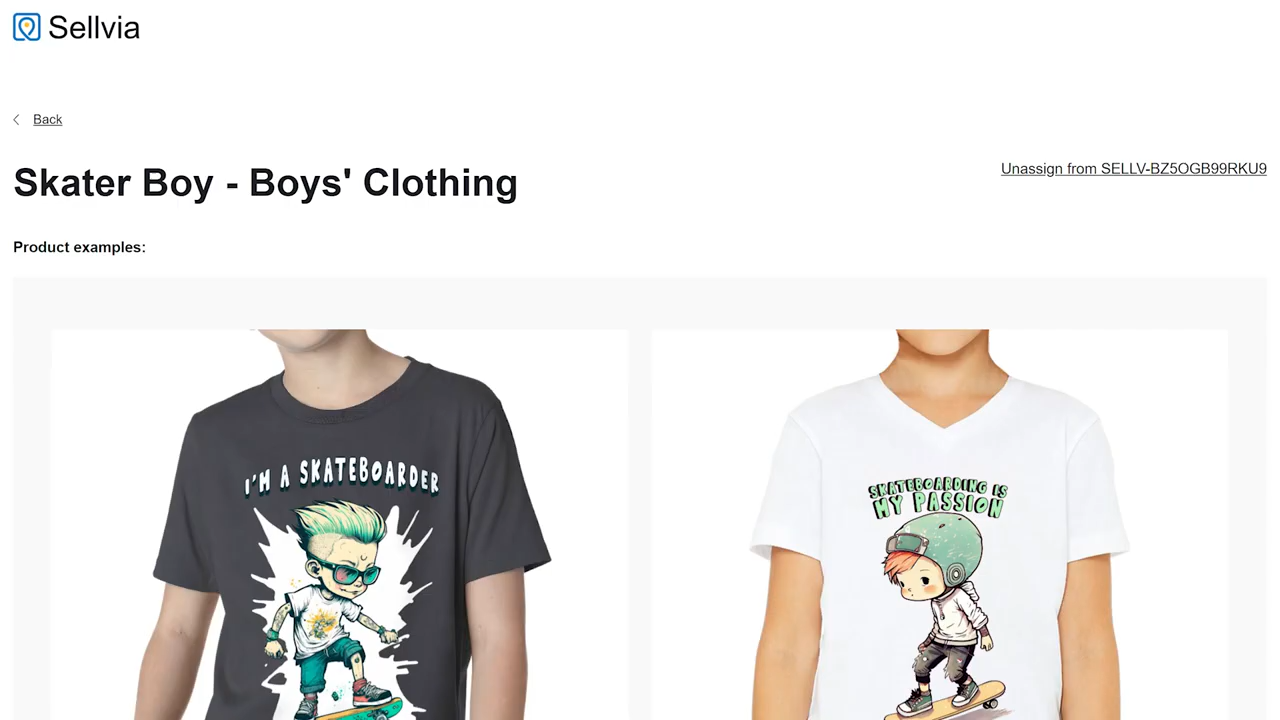 Sellvia
Back
Skater Boy - Boys' Clothing
Unassign from SELLV-BZ5OGB99RKU9
Product examples:
I'M A SKATEBOARDER
SKATEBOARDING IS
MY PASSION